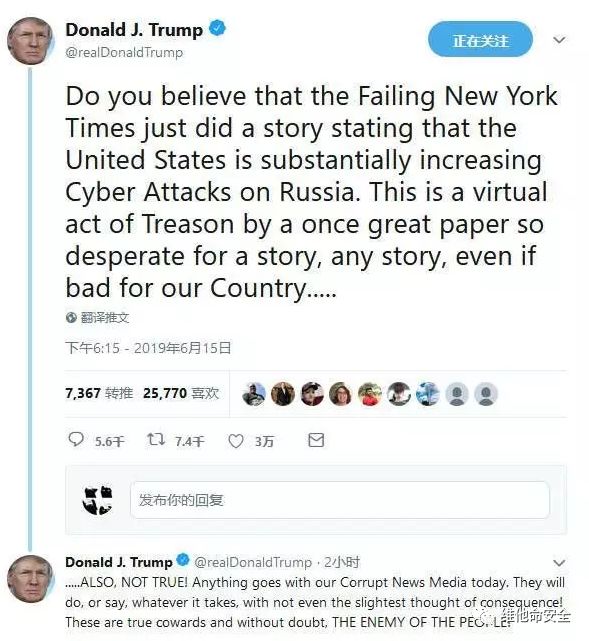 Donald J. Trump
@realDonaldTrump
正在关注
Do you believe that the Failing New York
Times just did a story stating that the
United States is substantially increasing
Cyber Attacks on Russia. This is a virtual
act of Treason by a once great paper so
desperate for a story, any story, even if
bad for our Country.....
翻译推文
下午6:15 - 2019年6月15日
7,367 转推 25,770 喜欢
5.6千 7.4千 3万
发布你的回复
Donald J. Trump @realDonaldTrump · 2小时
.....ALSO, NOT TRUE! Anything goes with our Corrupt News Media today. They will
do, or say, whatever it takes, with not even the slightest thought of consequence!
These are true cowards and without doubt, THE ENEMY OF THE PEOPLE!
维他命安全